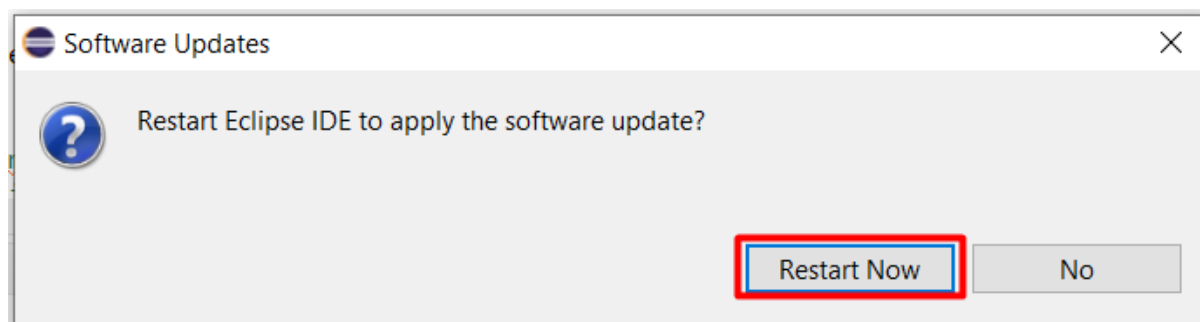 Software Updates
Restart Eclipse IDE to apply the software update?
Restart Now
No